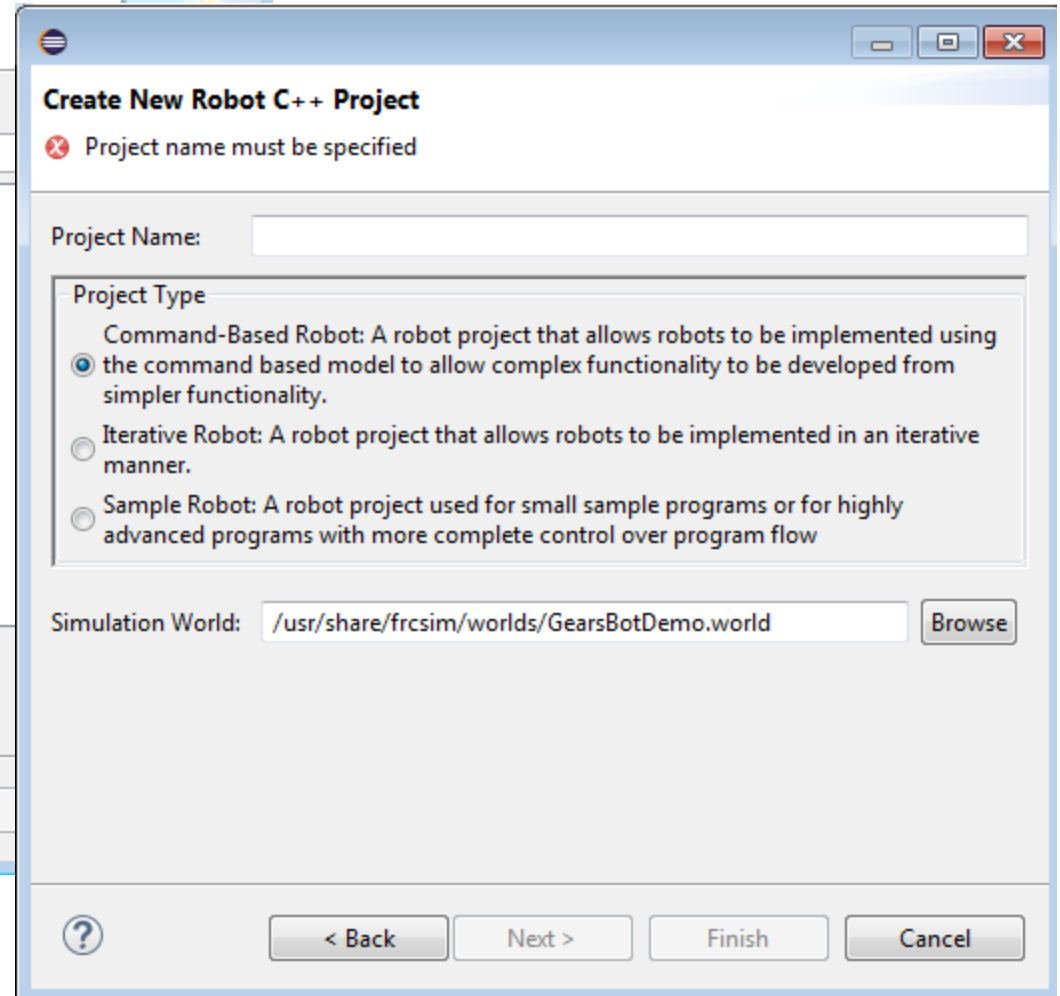 Create New Robot C++ Project
Project name must be specified
Project Name:
Project Type
Command-Based Robot: A robot project that allows robots to be implemented using
the command based model to allow complex functionality to be developed from
simpler functionality.
Iterative Robot: A robot project that allows robots to be implemented in an iterative
manner.
Sample Robot: A robot project used for small sample programs or for highly
advanced programs with more complete control over program flow
Simulation World: /usr/share/frcsim/worlds/GearsBotDemo.world Browse
? < Back Next > Finish Cancel